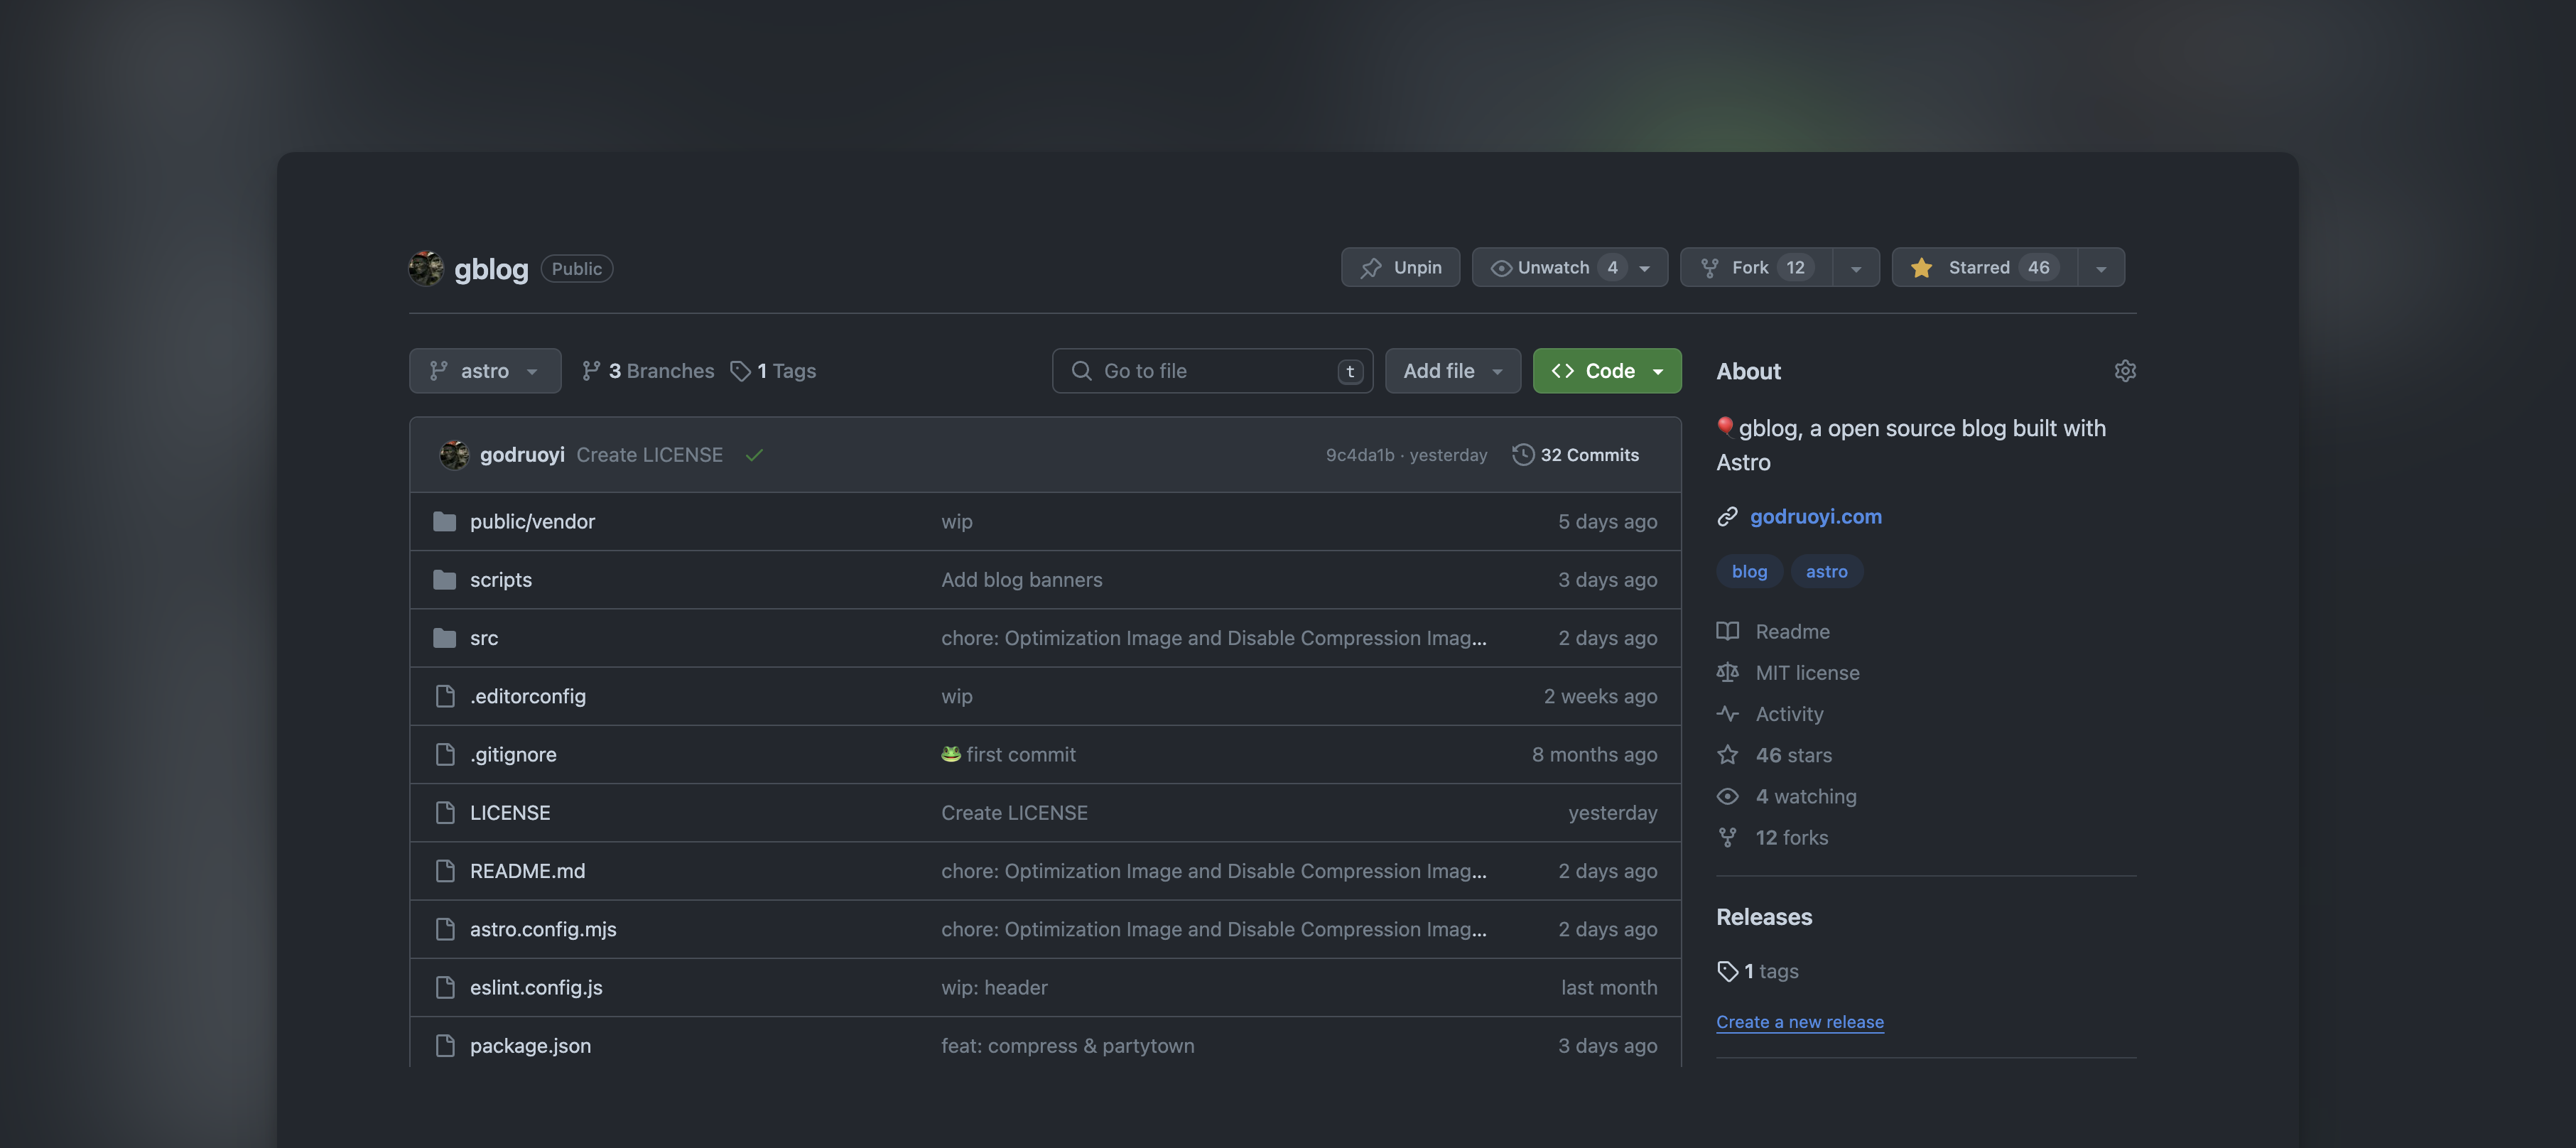 gblog Public Unpin Unwatch 4 Fork 12 Starred 46
astro 3 Branches 1 Tags Go to file t Add file Code
godruoyi Create LICENSE 9c4da1b · yesterday 32 Commits
public/vendor wip 5 days ago
scripts Add blog banners 3 days ago
src chore: Optimization Image and Disable Compression Imag... 2 days ago
.editorconfig wip 2 weeks ago
.gitignore 🐸 first commit 8 months ago
LICENSE Create LICENSE yesterday
README.md chore: Optimization Image and Disable Compression Imag... 2 days ago
astro.config.mjs chore: Optimization Image and Disable Compression Imag... 2 days ago
eslint.config.js wip: header last month
package.json feat: compress & partytown 3 days ago
About
🎈gblog, a open source blog built with
Astro
godruoyi.com
blog astro
Readme
MIT license
Activity
46 stars
4 watching
12 forks
Releases
1 tags
Create a new release